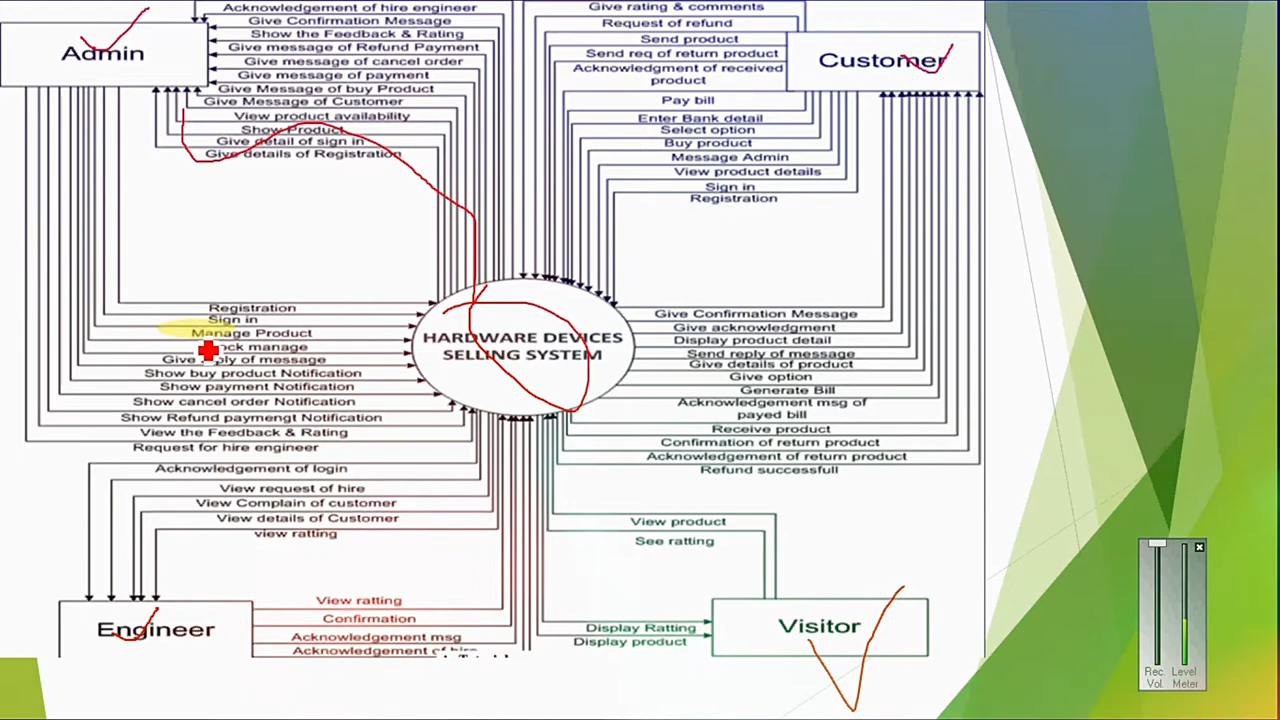 Acknowledgement of hire engineer
Give Confirmation Message
Show the Feedback & Rating
Give message of Refund Payment
Give message of cancel order
Give message of payment
Give Message of buy Product
Give Message of Customer
View product availability
Show Product
Give detail of sign in
Give details of Registration
Admin
Give rating & comments
Request of refund
Send product
Send req of return product
Acknowledgment of received
product
Pay bill
Enter Bank detail
Select option
Buy product
Message Admin
View product details
Sign in
Registration
Customer
Registration
Sign in
Manage Product
manage
Give reply of message
Show buy product Notification
Show payment Notification
Show cancel order Notification
Show Refund paymengt Notification
View the Feedback & Rating
Request for hire engineer
HARDWARE DEVICES
SELLING SYSTEM
Give Confirmation Message
Give acknowledgment
Display product detail
Send reply of message
Give details of product
Give option
Generate Bill
Acknowledgement msg of
payed bill
Receive product
Confirmation of return product
Acknowledgement of return product
Refund successfull
Acknowledgement of login
View request of hire
View Complain of customer
View details of Customer
view ratting
Engineer
View ratting
Confirmation
Acknowledgement msg
Acknowledgement of
View product
See ratting
Display Ratting
Display product
Visitor
Rec. Level
Vol. Meter